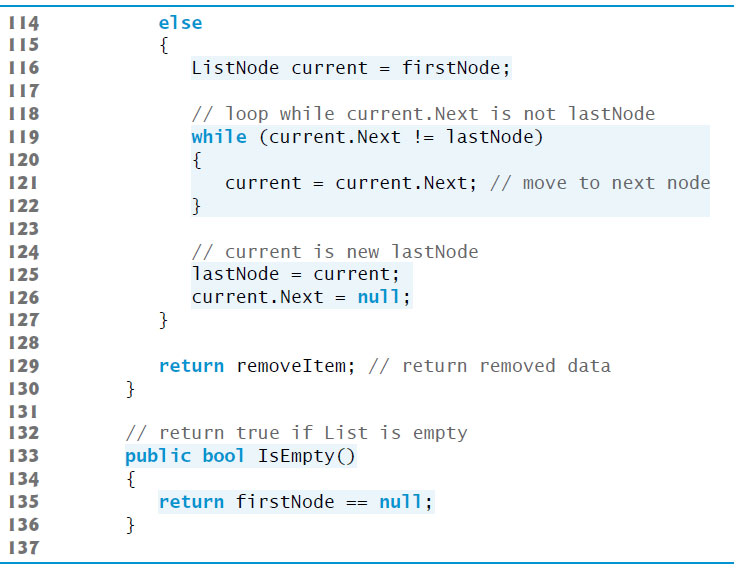 114 else
115 {
116 ListNode current = firstNode;
117
118 // loop while current.Next is not lastNode
119 while (current.Next != lastNode)
120 {
121 current = current.Next; // move to next node
122 }
123
124 // current is new lastNode
125 lastNode = current;
126 current.Next = null;
127 }
128
129 return removeItem; // return removed data
130 }
131
132 // return true if List is empty
133 public bool IsEmpty()
134 {
135 return firstNode == null;
136 }
137